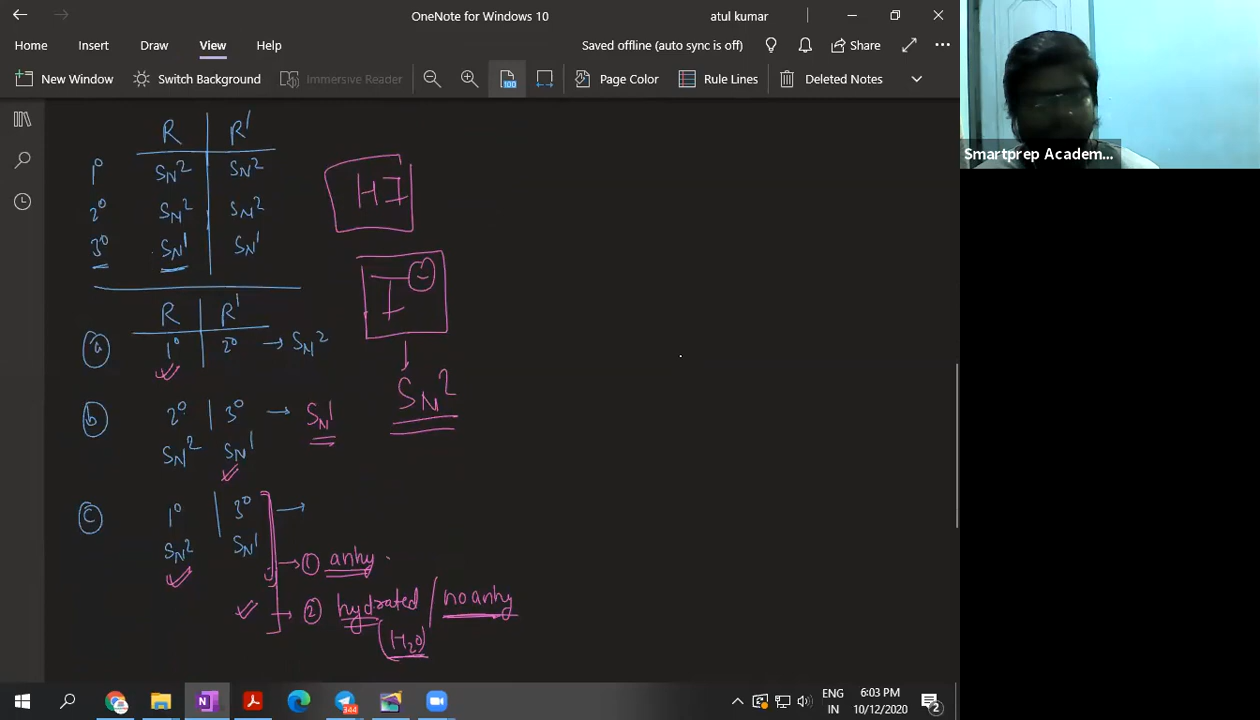 OneNote for Windows 10
atul kumar
Home Insert Draw View Help
Saved offline (auto sync is off)
Share
New Window Switch Background Immersive Reader
100
Page Color Rule Lines Deleted Notes
R R'
1° SN2 SN2
2° SN2 SN2
3° SN1 SN1
HI
I⊖
SN2
R R'
(a) 1° 2° → SN2
(b) 2° | 3° → SN1
SN2 SN1
(c) 1° | 3° →
SN2 SN1
→ (1) anhy.
→ (2) hydrated / no anhy
(H2O)
Smartprep Academ...
344
ENG
IN
6:03 PM
10/12/2020
2